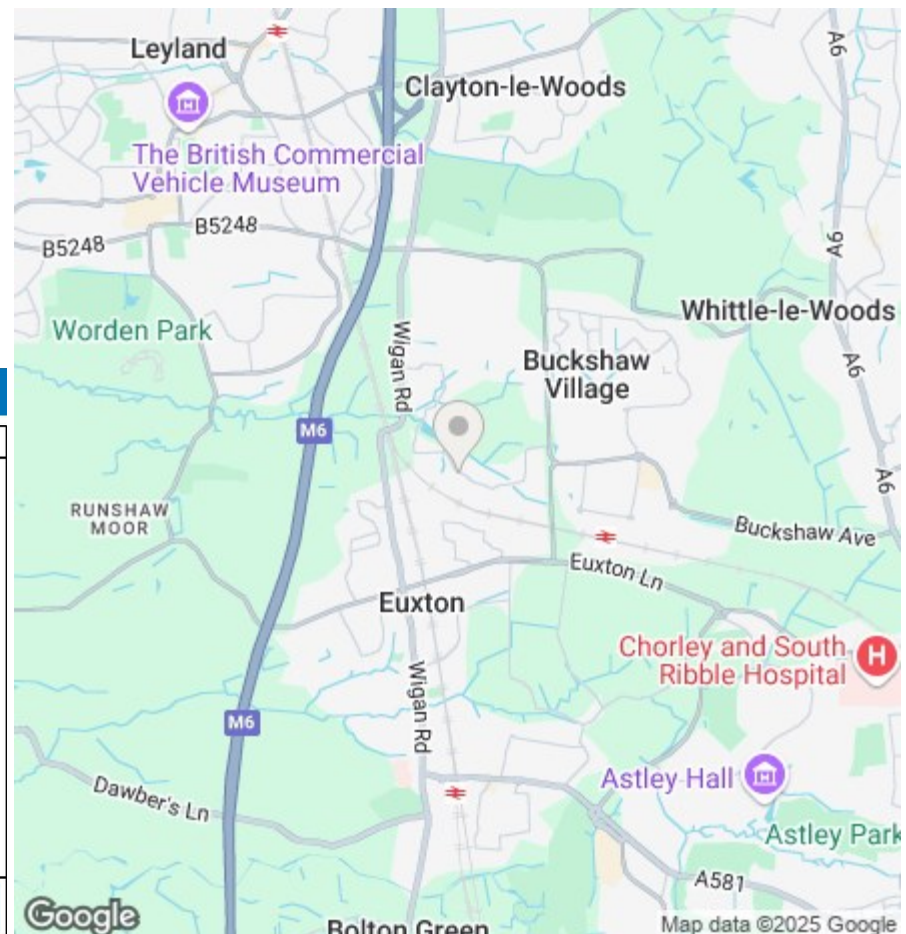 Leyland
Clayton-le-Woods
A6
The British Commercial
Vehicle Museum
B5248
B5248
A6
Whittle-le-Woods
Worden Park
Wigan Rd
Buckshaw
Village
A6
M6
A6
RUNSHAW
MOOR
Buckshaw Ave
Euxton Ln
Euxton
Chorley and South
Ribble Hospital
H
Wigan Rd
M6
Astley Hall
Dawber's Ln
Astley Park
A581
Google
Bolton Green
Map data ©2025 Google